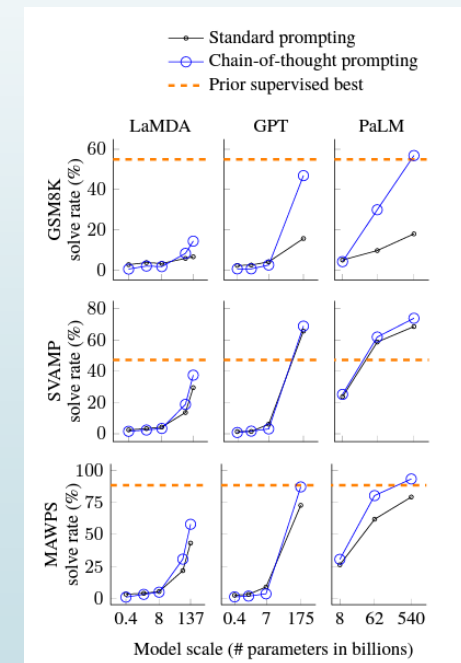 Standard prompting
Chain-of-thought prompting
Prior supervised best
LaMDA GPT PaLM
GSM8K
solve rate (%)
60
40
20
0
SVAMP
solve rate (%)
80
60
40
20
0
MAWPS
solve rate (%)
100
75
50
25
0
0.4 8 137 0.4 7 175 8 62 540
Model scale (# parameters in billions)